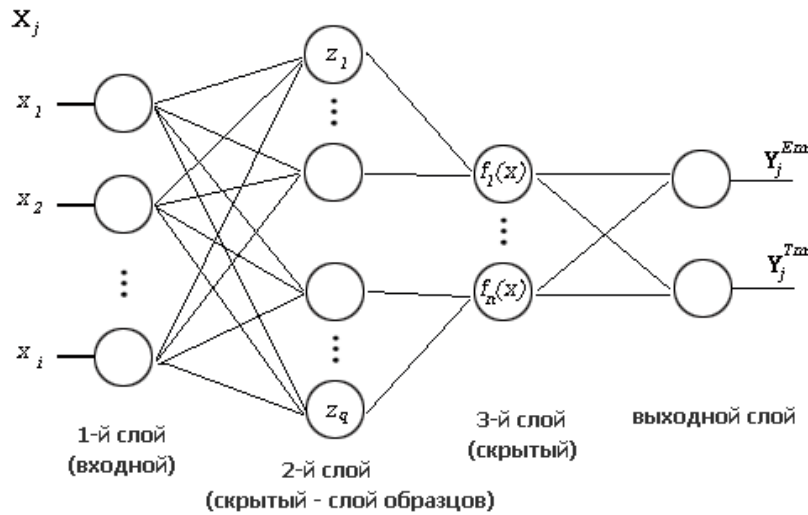 X_j
x_1
x_2
x_i
z_1
z_q
f_1(x)
f_n(x)
Y_j^{Em}
Y_j^{Tm}
1-й слой
(входной)
2-й слой
(скрытый - слой образцов)
3-й слой
(скрытый)
выходной слой